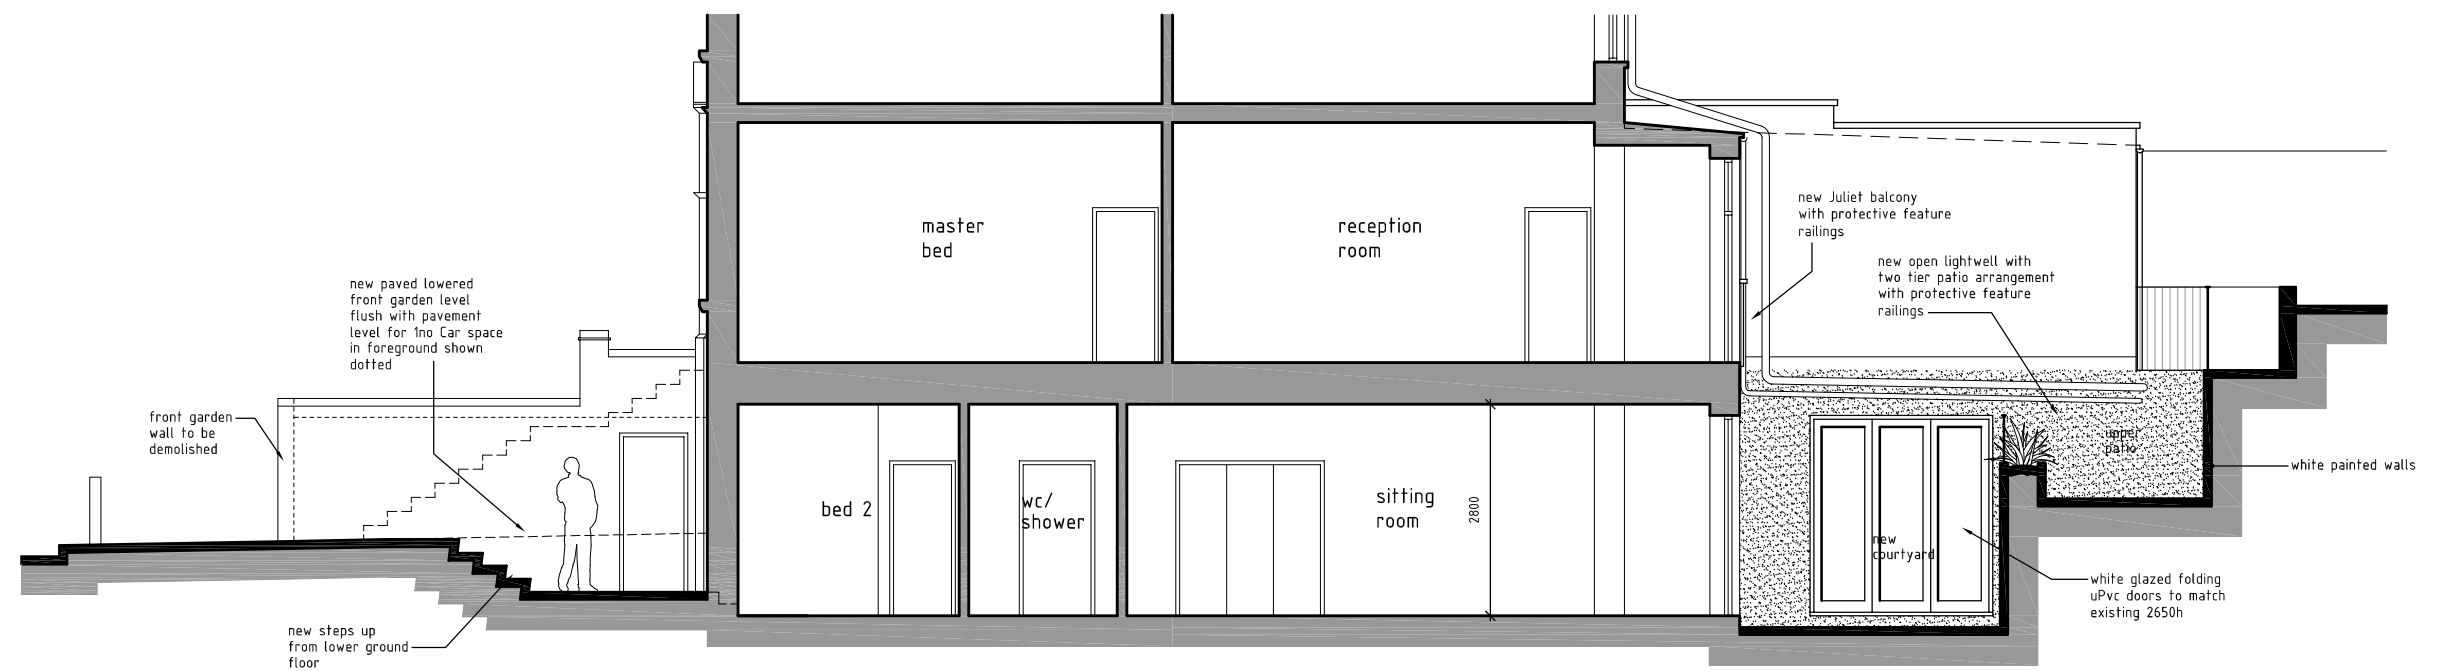 master
bed
reception
room
new Juliet balcony
with protective feature
railings
new open lightwell with
two tier patio arrangement
with protective feature
railings
new paved lowered
front garden level
flush with pavement
level for 1no Car space
in foreground shown
dotted
front garden
wall to be
demolished
upper
patio
white painted walls
bed 2
wc/
shower
sitting
room
2800
new
courtyard
white glazed folding
uPvc doors to match
existing 2650h
new steps up
from lower ground
floor